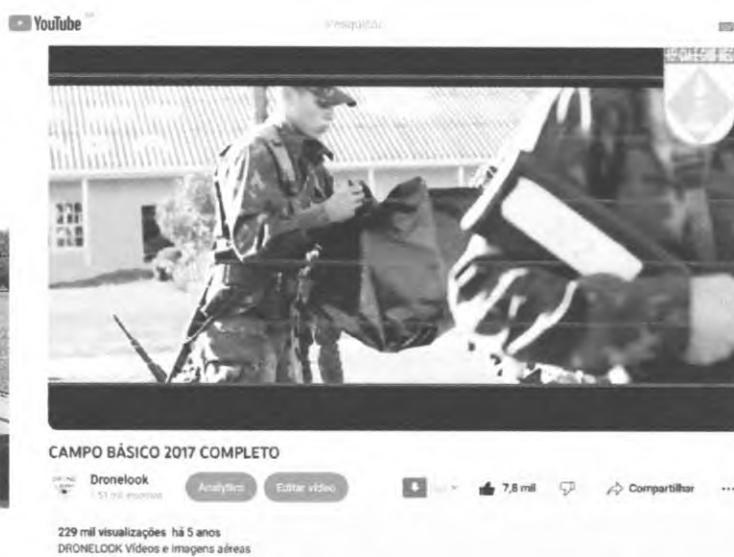 YouTube
Pesquisar
CAMPO BÁSICO 2017 COMPLETO
Dronelook
Analytics
Editar vídeo
7,8 mil
Compartilhar
229 mil visualizações há 5 anos
DRONELOOK Vídeos e imagens aéreas